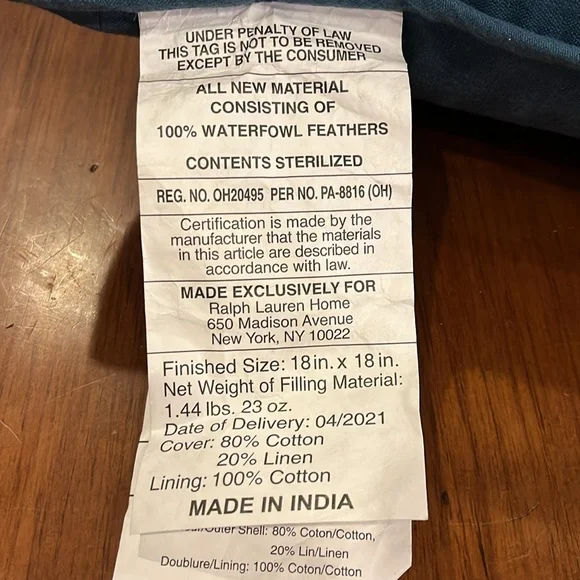 UNDER PENALTY OF LAW
THIS TAG IS NOT TO BE REMOVED
EXCEPT BY THE CONSUMER
ALL NEW MATERIAL
CONSISTING OF
100% WATERFOWL FEATHERS
CONTENTS STERILIZED
REG. NO. OH20495 PER NO. PA-8816 (OH)
Certification is made by the
manufacturer that the materials
in this article are described in
accordance with law.
MADE EXCLUSIVELY FOR
Ralph Lauren Home
650 Madison Avenue
New York, NY 10022
Finished Size: 18in. x 18in.
Net Weight of Filling Material:
1.44 lbs. 23 oz.
Date of Delivery: 04/2021
Cover: 80% Cotton
20% Linen
Lining: 100% Cotton
MADE IN INDIA
Shell: 80% Coton/Cotton,
20% Lin/Linen
Doublure/Lining: 100% Coton/Cotton